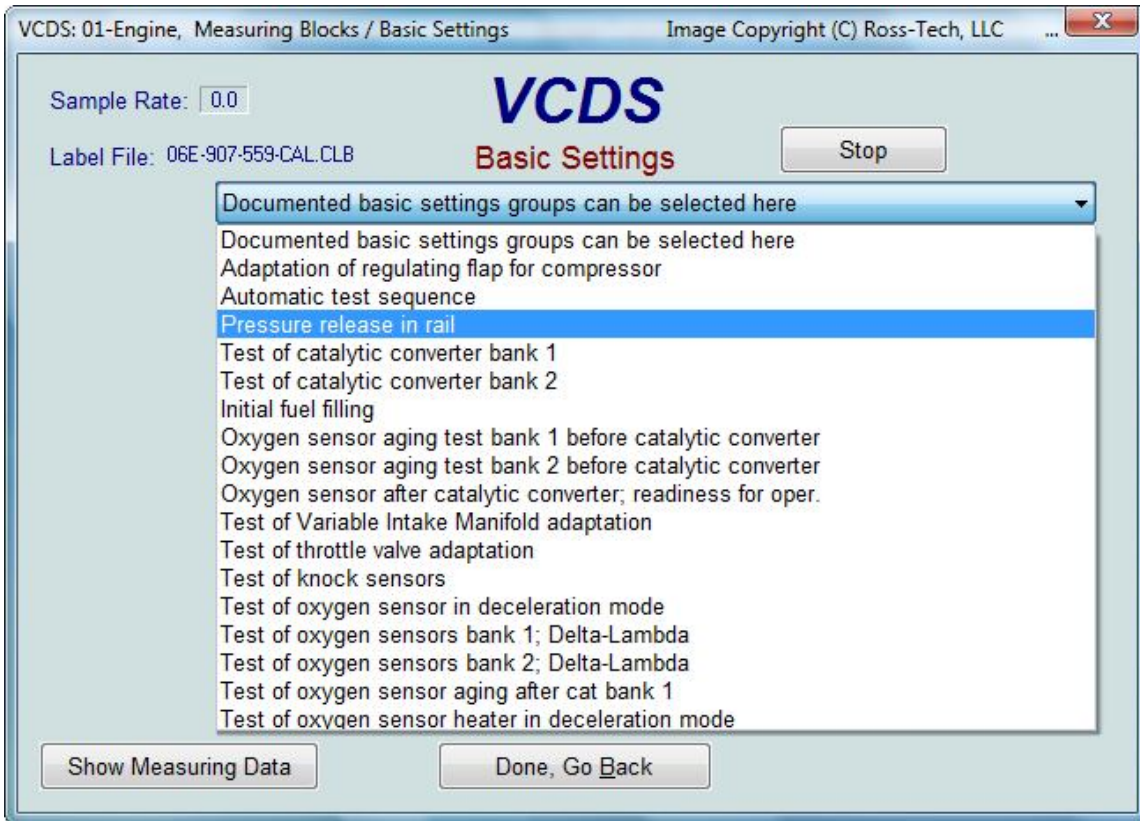 VCDS: 01-Engine, Measuring Blocks / Basic Settings Image Copyright (C) Ross-Tech, LLC ...
Sample Rate: 0.0
VCDS
Label File: 06E-907-559-CAL.CLB
Basic Settings
Stop
Documented basic settings groups can be selected here
Documented basic settings groups can be selected here
Adaptation of regulating flap for compressor
Automatic test sequence
Pressure release in rail
Test of catalytic converter bank 1
Test of catalytic converter bank 2
Initial fuel filling
Oxygen sensor aging test bank 1 before catalytic converter
Oxygen sensor aging test bank 2 before catalytic converter
Oxygen sensor after catalytic converter; readiness for oper.
Test of Variable Intake Manifold adaptation
Test of throttle valve adaptation
Test of knock sensors
Test of oxygen sensor in deceleration mode
Test of oxygen sensors bank 1; Delta-Lambda
Test of oxygen sensors bank 2; Delta-Lambda
Test of oxygen sensor aging after cat bank 1
Test of oxygen sensor heater in deceleration mode
Show Measuring Data
Done, Go Back